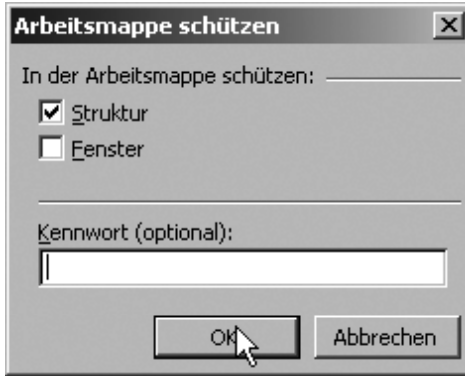 Arbeitsmappe schützen
In der Arbeitsmappe schützen:
Struktur
Fenster
Kennwort (optional):
OK Abbrechen